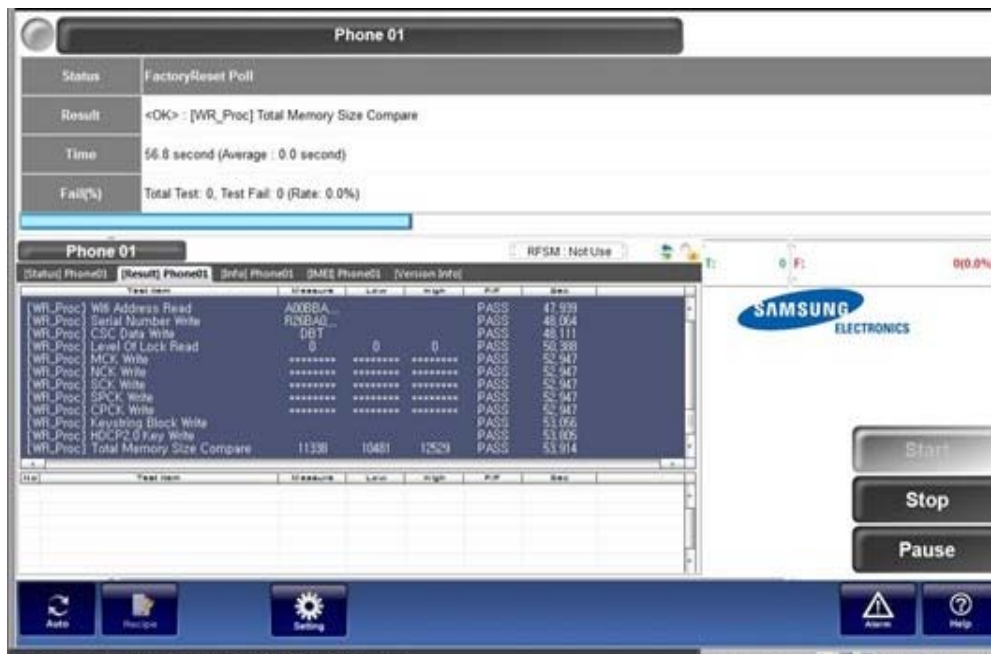 Phone 01
Status FactoryReset Poll
Result <OK> : [WR_Proc] Total Memory Size Compare
Time 56.8 second (Average : 0.0 second)
Fail(%) Total Test: 0, Test Fail: 0 (Rate: 0.0%)
Phone 01 RFSM : Not Use T: 0 F: 0(0.0%
[Status] Phone01 [Result] Phone01 [Info] Phone01 [IME] Phone01 [Version Info]
Test Item Measure Low High P/F Sec
[WR_Proc] Wifi Address Read A00BBA... PASS 47,939
[WR_Proc] Serial Number Write PASS 48,064
[WR_Proc] CSC Data Write DBT PASS 48,111
[WR_Proc] Level Of Lock Read 0 0 0 PASS 50,388
[WR_Proc] MCK Write ******** ******** ******** PASS 52,947
[WR_Proc] NCK Write ******** ******** ******** PASS 52,947
[WR_Proc] SCK Write ******** ******** ******** PASS 52,947
[WR_Proc] SPCK Write ******** ******** ******** PASS 52,947
[WR_Proc] CPCK Write ******** ******** ******** PASS 52,947
[WR_Proc] Keystring Block Write PASS 53,056
[WR_Proc] HDCP2.0 Key Write PASS 53,805
[WR_Proc] Total Memory Size Compare 11338 10481 12529 PASS 53,914
No Test Item Measure Low High P/F Sec
SAMSUNG
ELECTRONICS
Start
Stop
Pause
Auto Recipe Setting Alarm Help